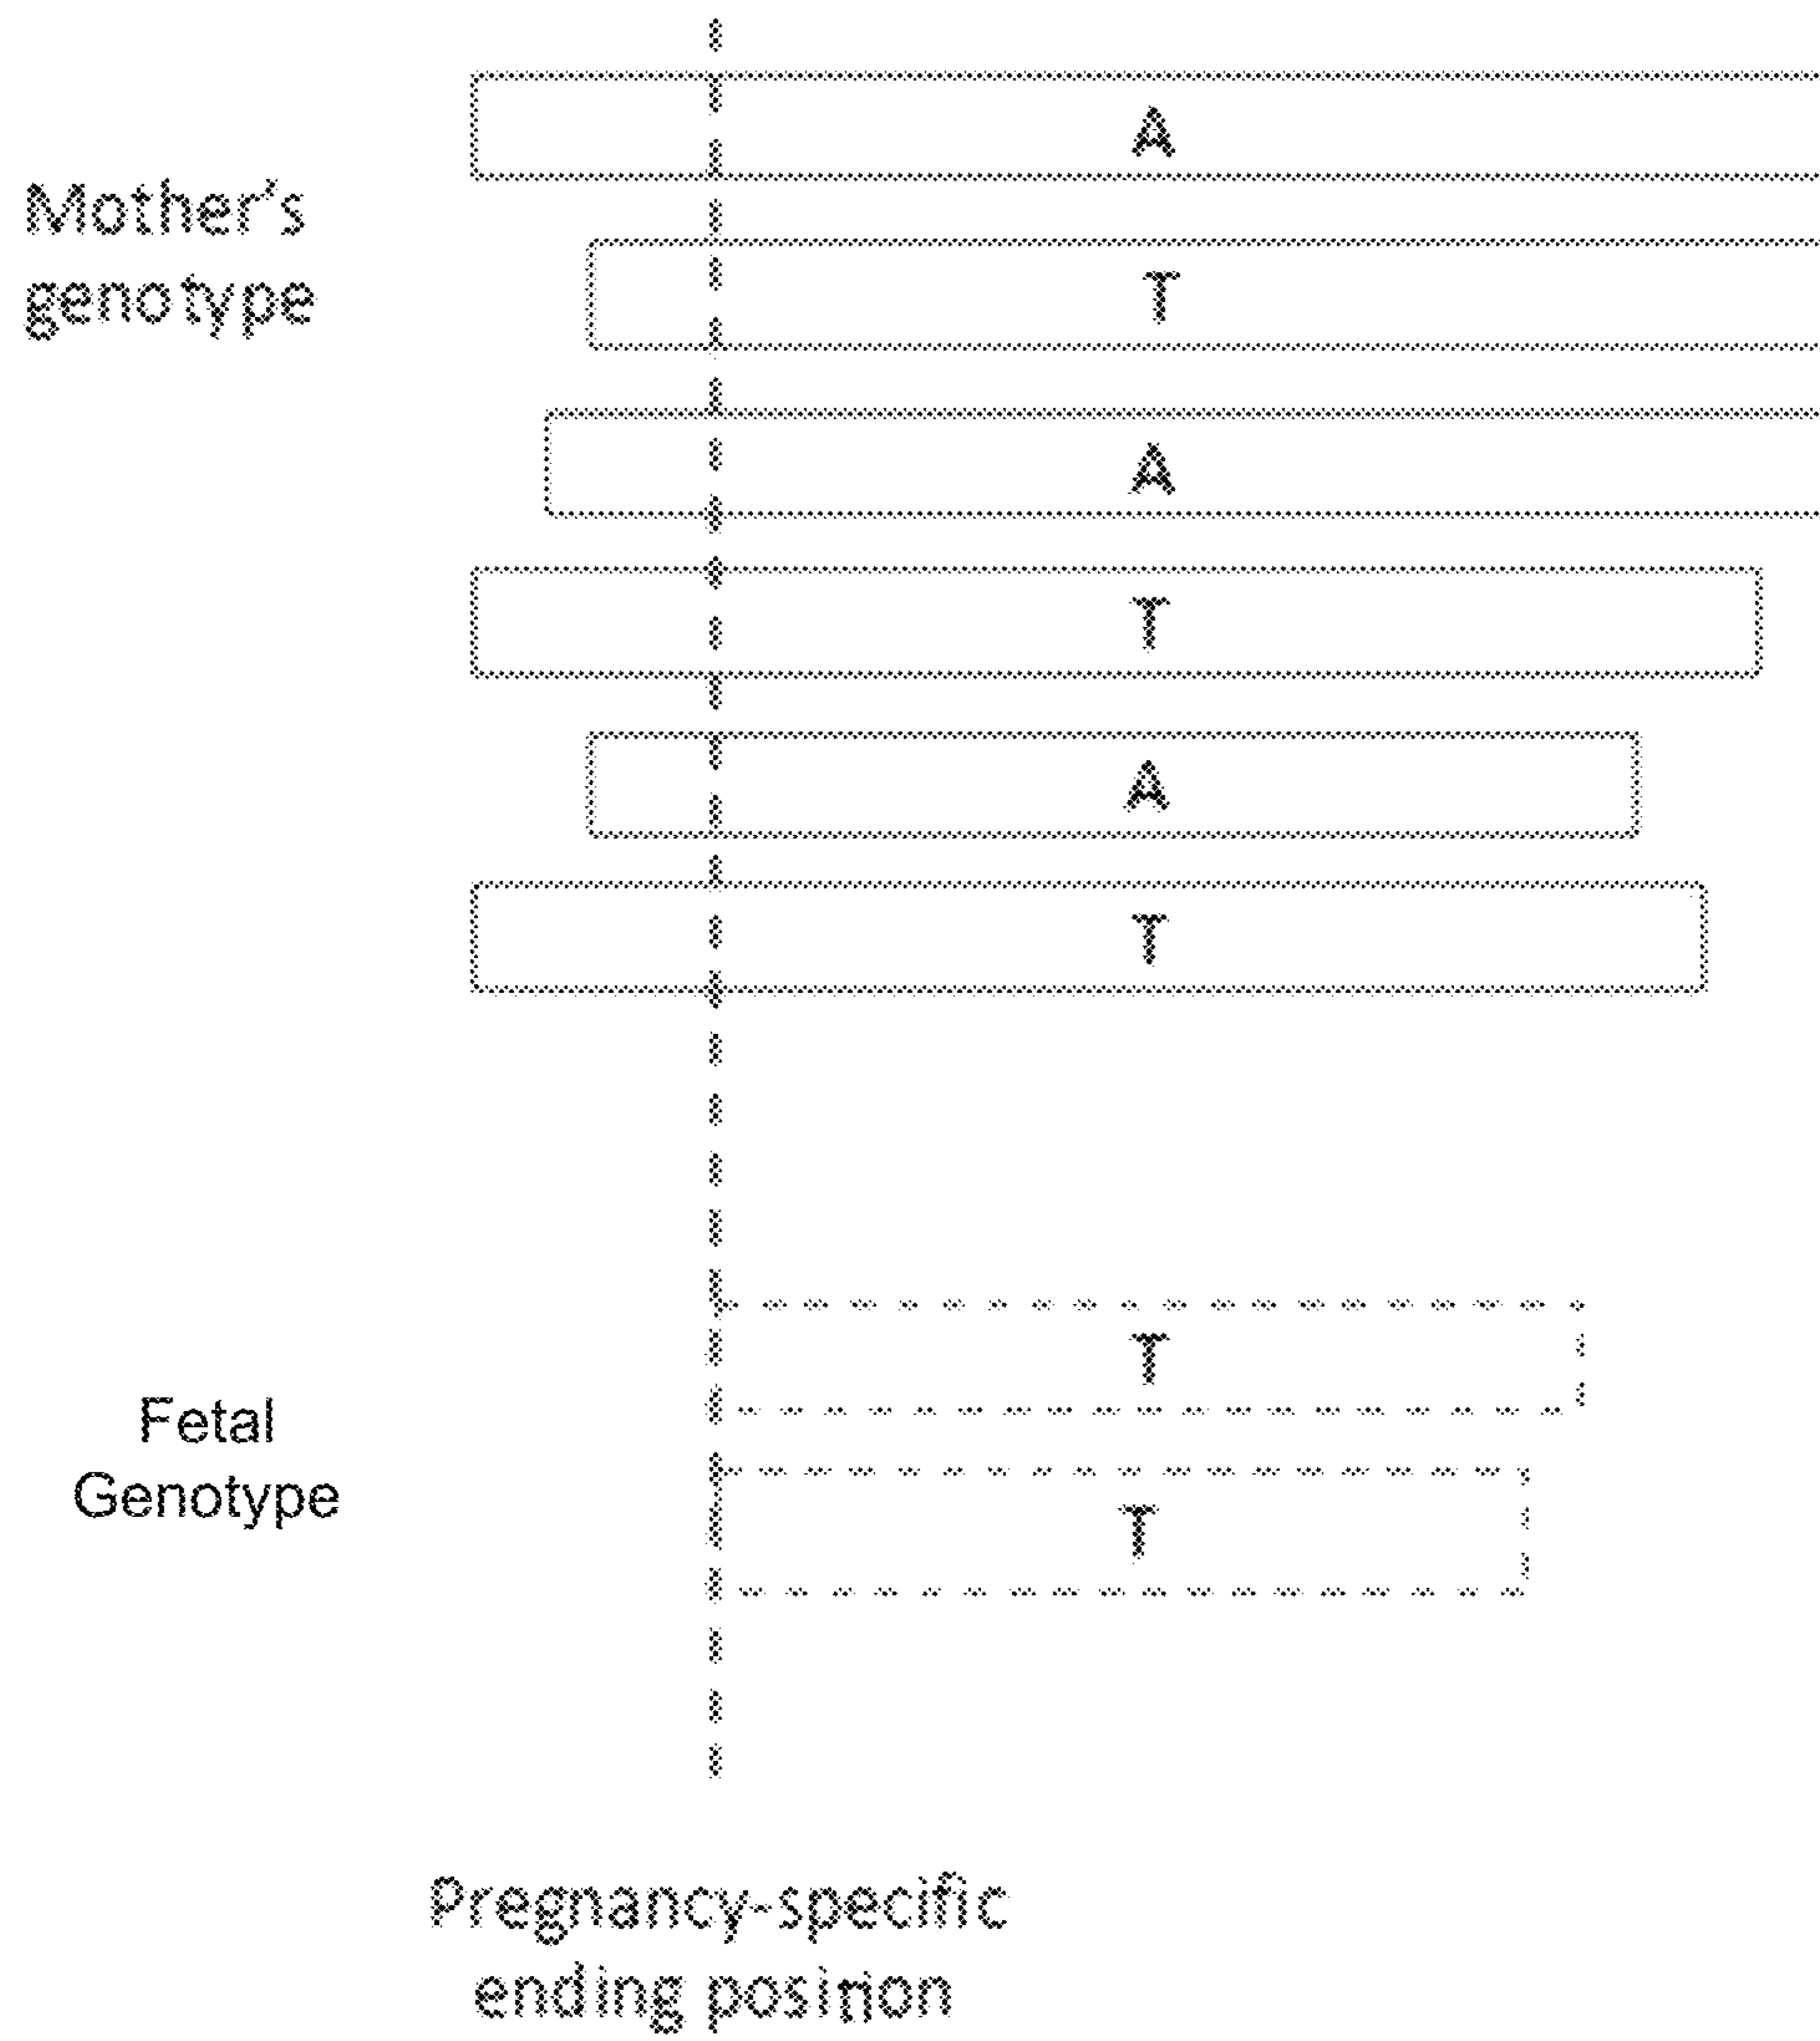 A
Mother's
genotype
T
A
T
A
T
T
Fetal
Genotype
T
Pregnancy-specific
ending position